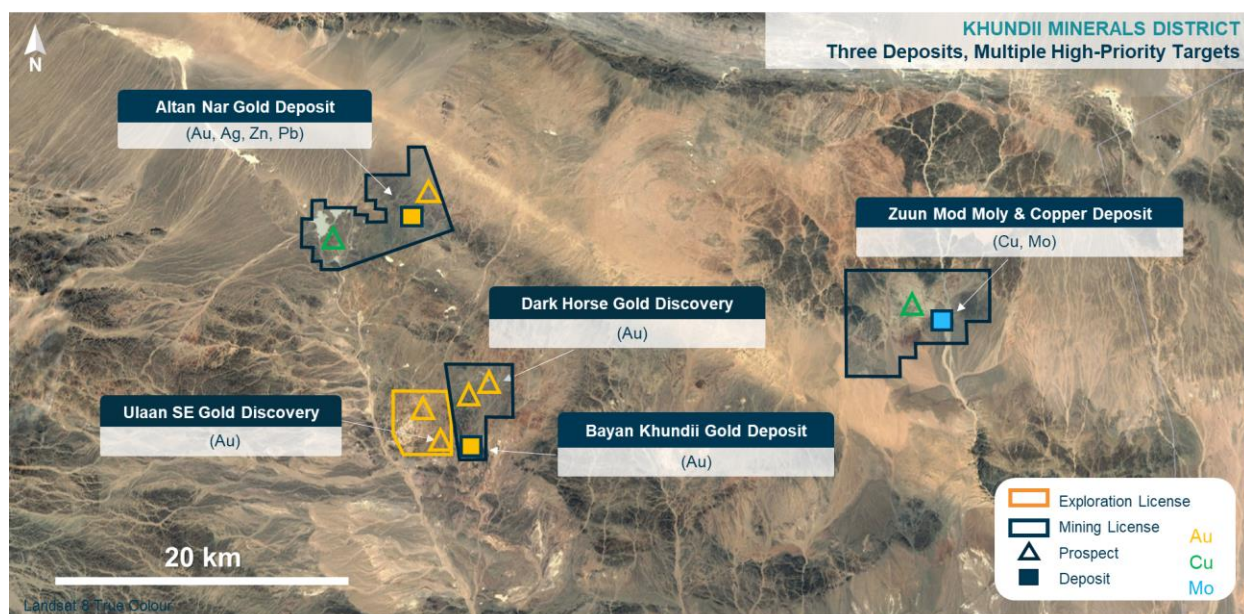 KHUNDII MINERALS DISTRICT
Three Deposits, Multiple High-Priority Targets
N
Altan Nar Gold Deposit
(Au, Ag, Zn, Pb)
Zuun Mod Moly & Copper Deposit
(Cu, Mo)
Dark Horse Gold Discovery
(Au)
Ulaan SE Gold Discovery
(Au)
Bayan Khundii Gold Deposit
(Au)
Exploration License
Mining License
Prospect
Deposit
Au
Cu
Mo
20 km
Landsat 8 True Colour